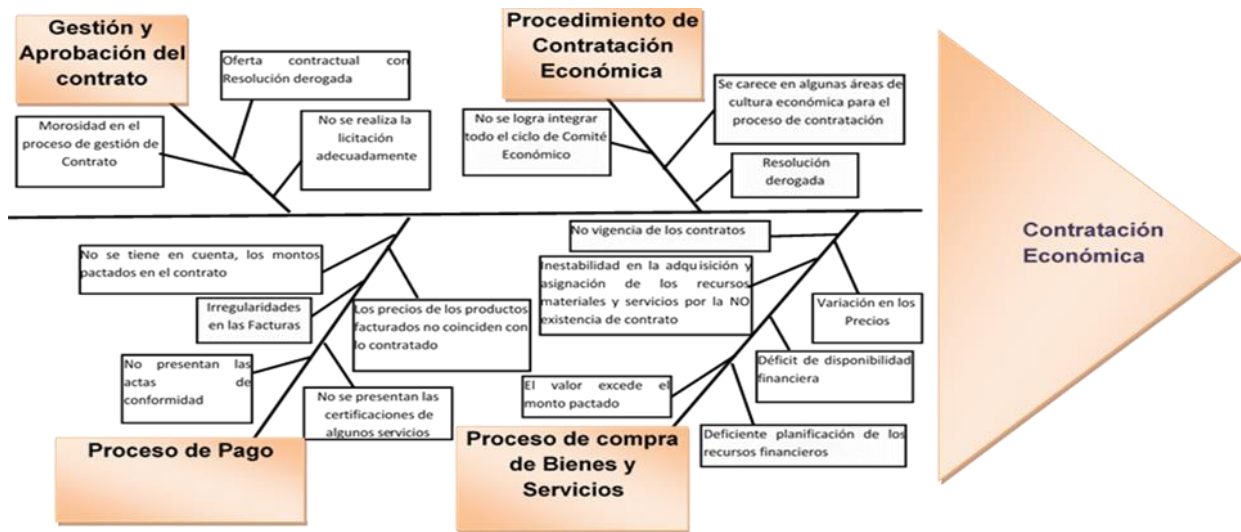 Gestión y
Aprobación del
contrato
Oferta contractual con
Resolución derogada
Morosidad en el
proceso de gestión de
Contrato
No se realiza la
licitación
adecuadamente
Procedimiento de
Contratación
Económica
No se logra integrar
todo el ciclo de Comité
Económico
Se carece en algunas áreas de
cultura económica para el
proceso de contratación
Resolución
derogada
Contratación
Económica
No se tiene en cuenta, los montos
pactados en el contrato
Irregularidades
en las Facturas
Los precios de los productos
facturados no coinciden con
lo contratado
No presentan las
actas de
conformidad
No se presentan las
certificaciones de
algunos servicios
Proceso de Pago
No vigencia de los contratos
Inestabilidad en la adquisición y
asignación de los recursos
materiales y servicios por la NO
existencia de contrato
Variación en los
Precios
Déficit de disponibilidad
financiera
El valor excede el
monto pactado
Deficiente planificación de los
recursos financieros
Proceso de compra
de Bienes y
Servicios